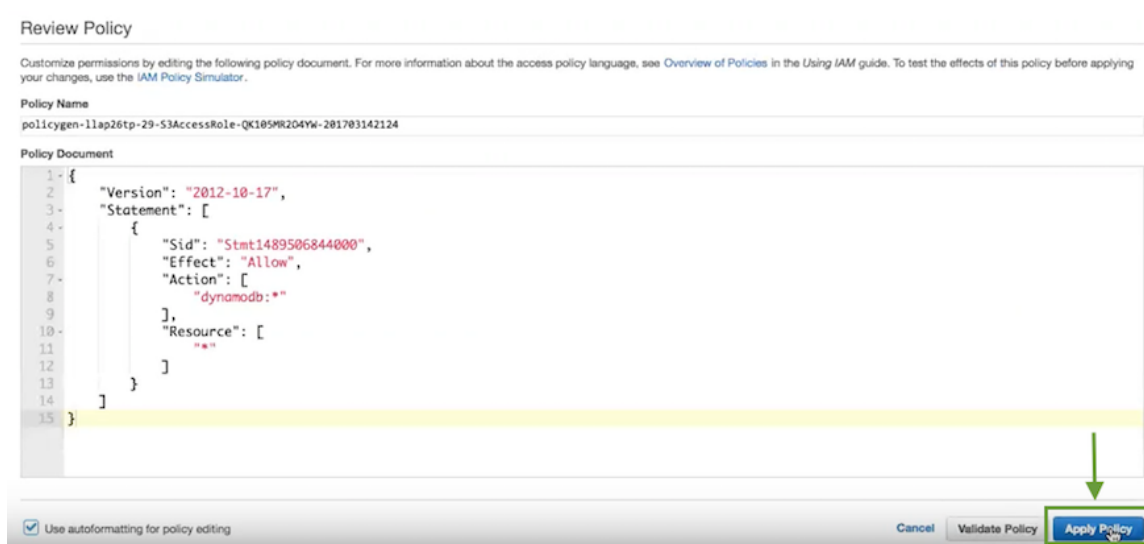 Review Policy
Customize permissions by editing the following policy document. For more information about the access policy language, see Overview of Policies in the Using IAM guide. To test the effects of this policy before applying
your changes, use the IAM Policy Simulator.
Policy Name
policygen-llap26tp-29-S3AccessRole-QK105MR2O4YW-201703142124
Policy Document
1 {
2 "Version": "2012-10-17",
3 "Statement": [
4 {
5 "Sid": "Stmt1489506844000",
6 "Effect": "Allow",
7 "Action": [
8 "dynamodb:*"
9 ],
10 "Resource": [
11 "*"
12 ]
13 }
14 ]
15 }
Use autoformatting for policy editing
Cancel Validate Policy Apply Policy